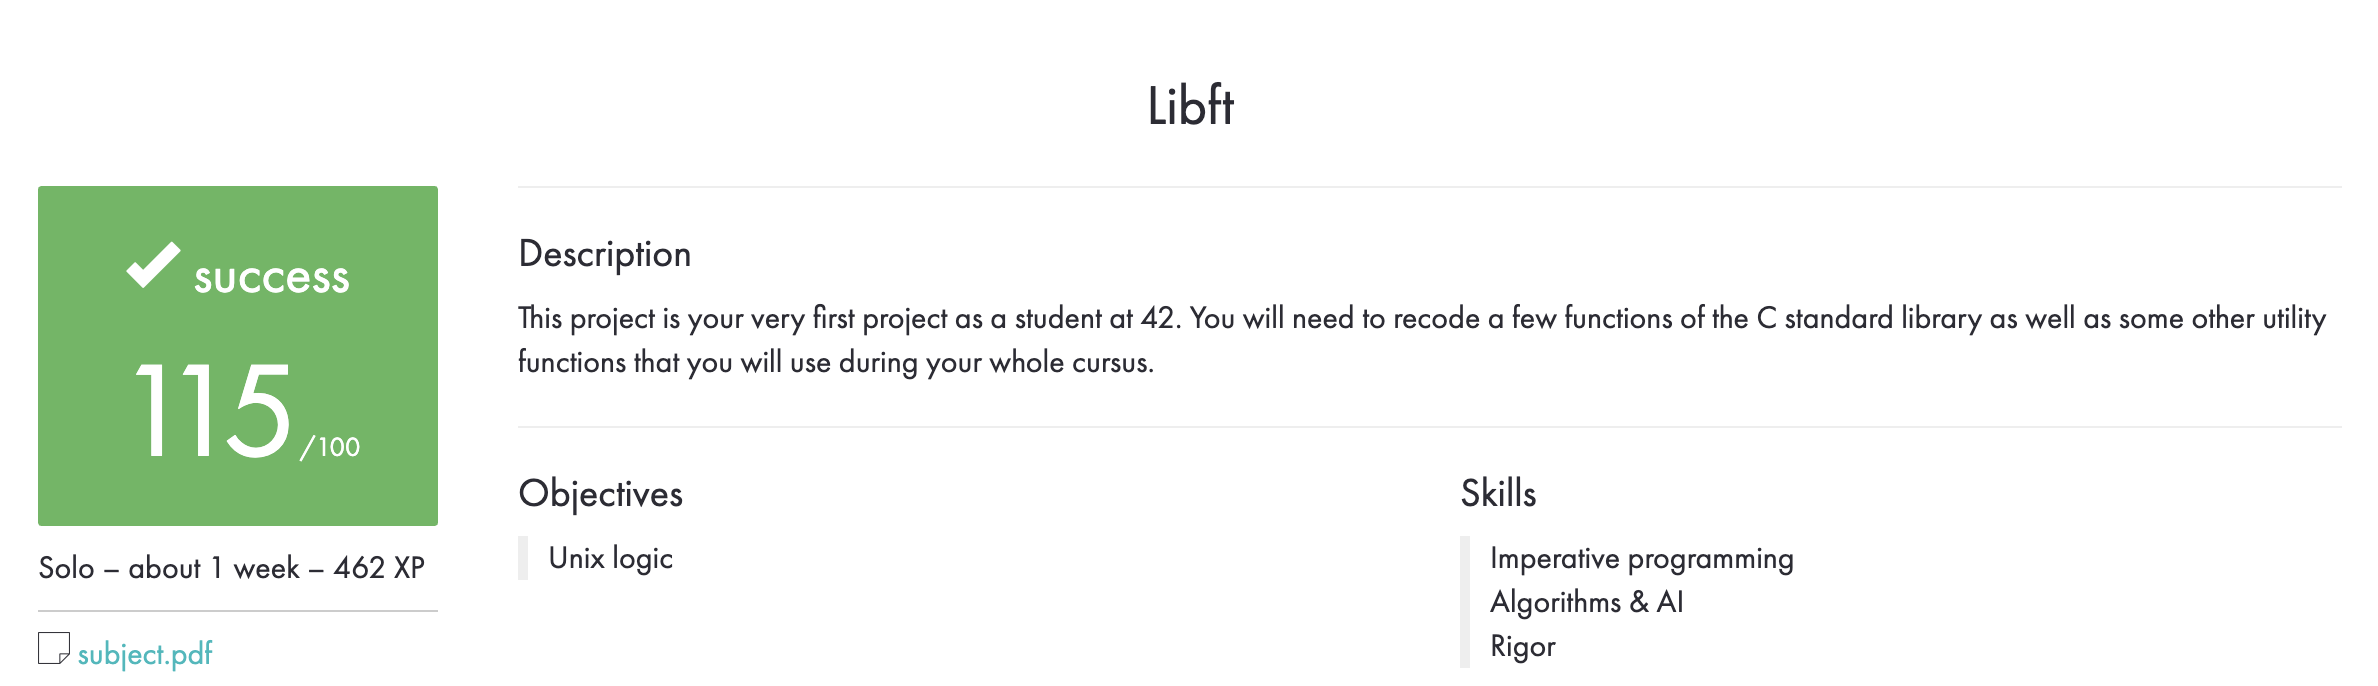 Libft
success
115 /100
Solo – about 1 week – 462 XP
subject.pdf
Description
This project is your very first project as a student at 42. You will need to recode a few functions of the C standard library as well as some other utility
functions that you will use during your whole cursus.
Objectives
Unix logic
Skills
Imperative programming
Algorithms & AI
Rigor